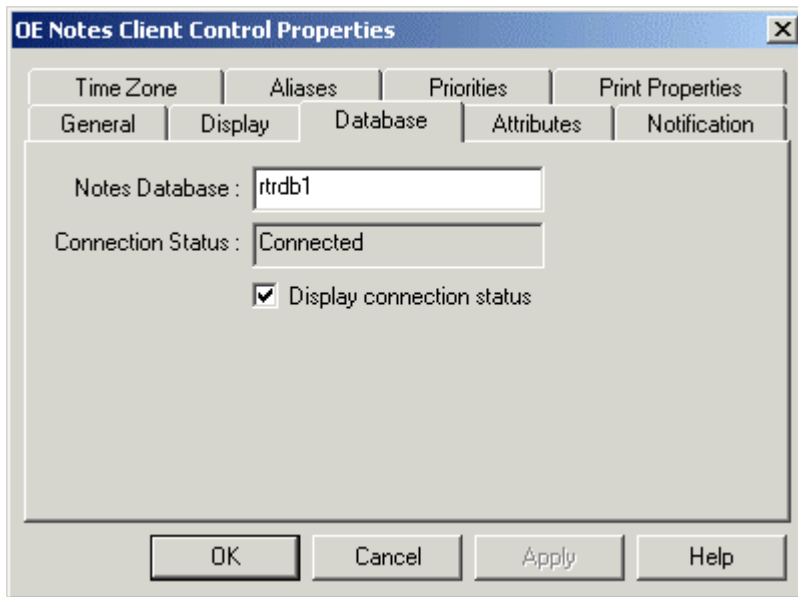 OE Notes Client Control Properties
Time Zone Aliases Priorities Print Properties
General Display Database Attributes Notification
Notes Database : rtrdb1
Connection Status : Connected
Display connection status
OK Cancel Apply Help